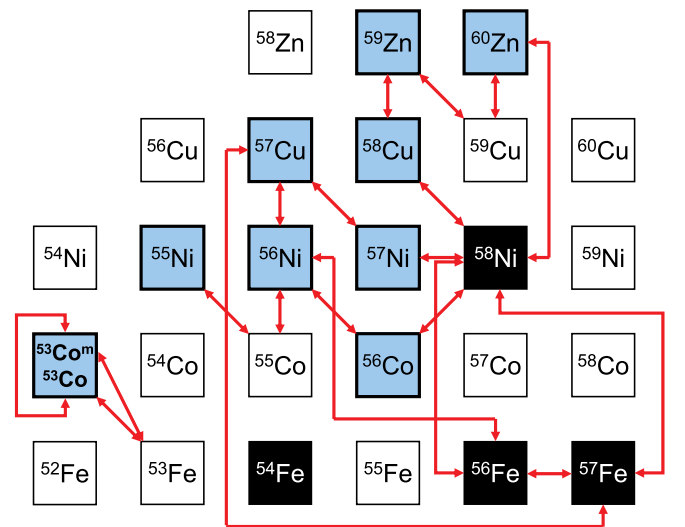 ⁵⁸Zn ⁵⁹Zn ⁶⁰Zn
⁵⁶Cu ⁵⁷Cu ⁵⁸Cu ⁵⁹Cu ⁶⁰Cu
⁵⁴Ni ⁵⁵Ni ⁵⁶Ni ⁵⁷Ni ⁵⁸Ni ⁵⁹Ni
⁵³Coᵐ
⁵³Co ⁵⁴Co ⁵⁵Co ⁵⁶Co ⁵⁷Co ⁵⁸Co
⁵²Fe ⁵³Fe ⁵⁴Fe ⁵⁵Fe ⁵⁶Fe ⁵⁷Fe